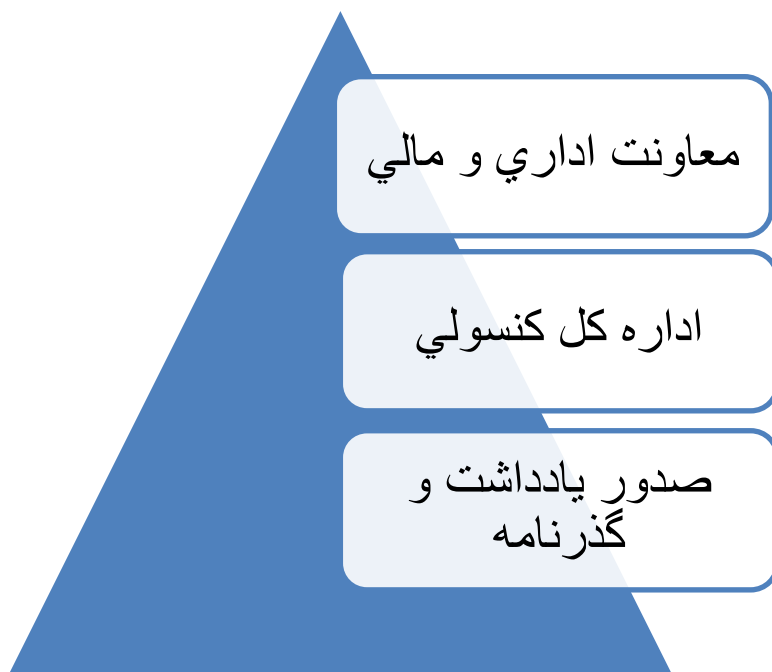 معاونت اداري و مالي
اداره كل كنسولي
صدور يادداشت و
گذرنامه